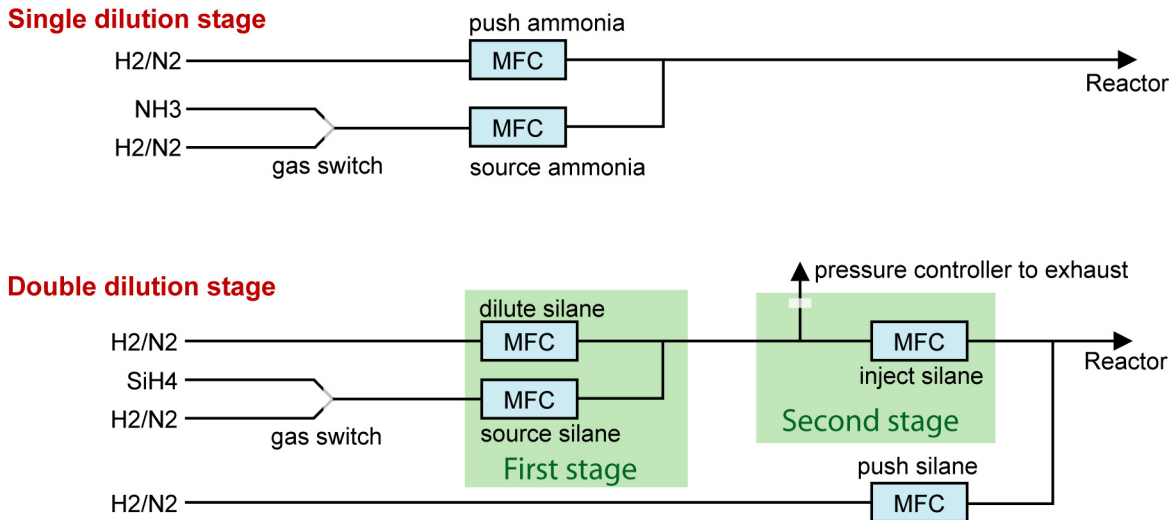 Single dilution stage
push ammonia
H2/N2
MFC
Reactor
NH3
MFC
H2/N2
gas switch
source ammonia
Double dilution stage
pressure controller to exhaust
dilute silane
H2/N2
MFC
MFC
Reactor
inject silane
SiH4
MFC
H2/N2
gas switch
source silane
Second stage
First stage
push silane
H2/N2
MFC